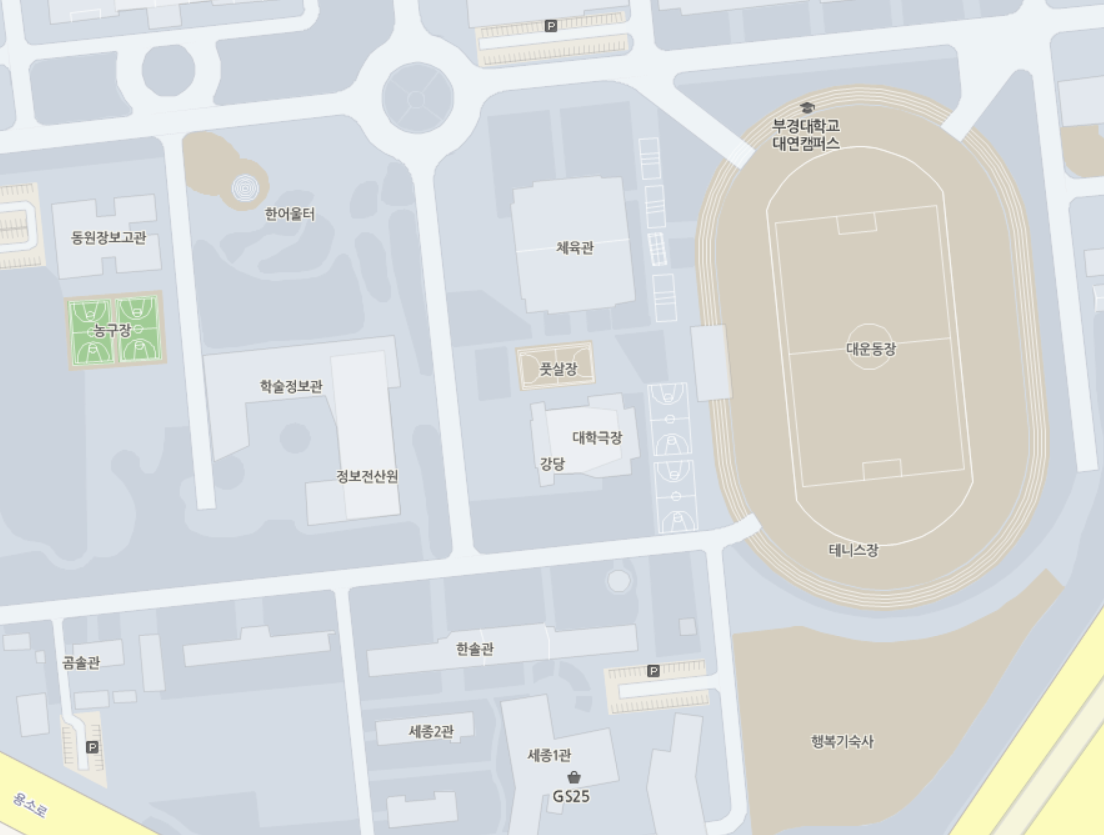 P
부경대학교
대연캠퍼스
한어울터
동원장보고관
체육관
농구장
대운동장
풋살장
학술정보관
대학극장
강당
정보전산원
테니스장
한솔관
곰솔관
P
세종2관
행복기숙사
P
세종1관
GS25
용소로